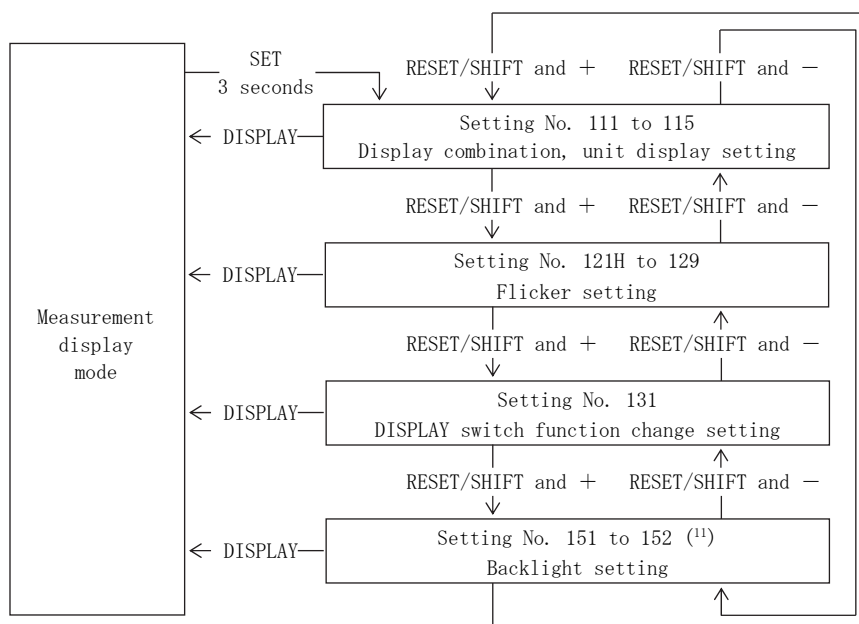 SET
3 seconds
RESET/SHIFT and ＋
RESET/SHIFT and －
Setting No. 111 to 115
Display combination, unit display setting
DISPLAY
RESET/SHIFT and ＋
RESET/SHIFT and －
Setting No. 121H to 129
Flicker setting
DISPLAY
Measurement
display
mode
RESET/SHIFT and ＋
RESET/SHIFT and －
Setting No. 131
DISPLAY switch function change setting
DISPLAY
RESET/SHIFT and ＋
RESET/SHIFT and －
Setting No. 151 to 152 (¹¹)
Backlight setting
DISPLAY